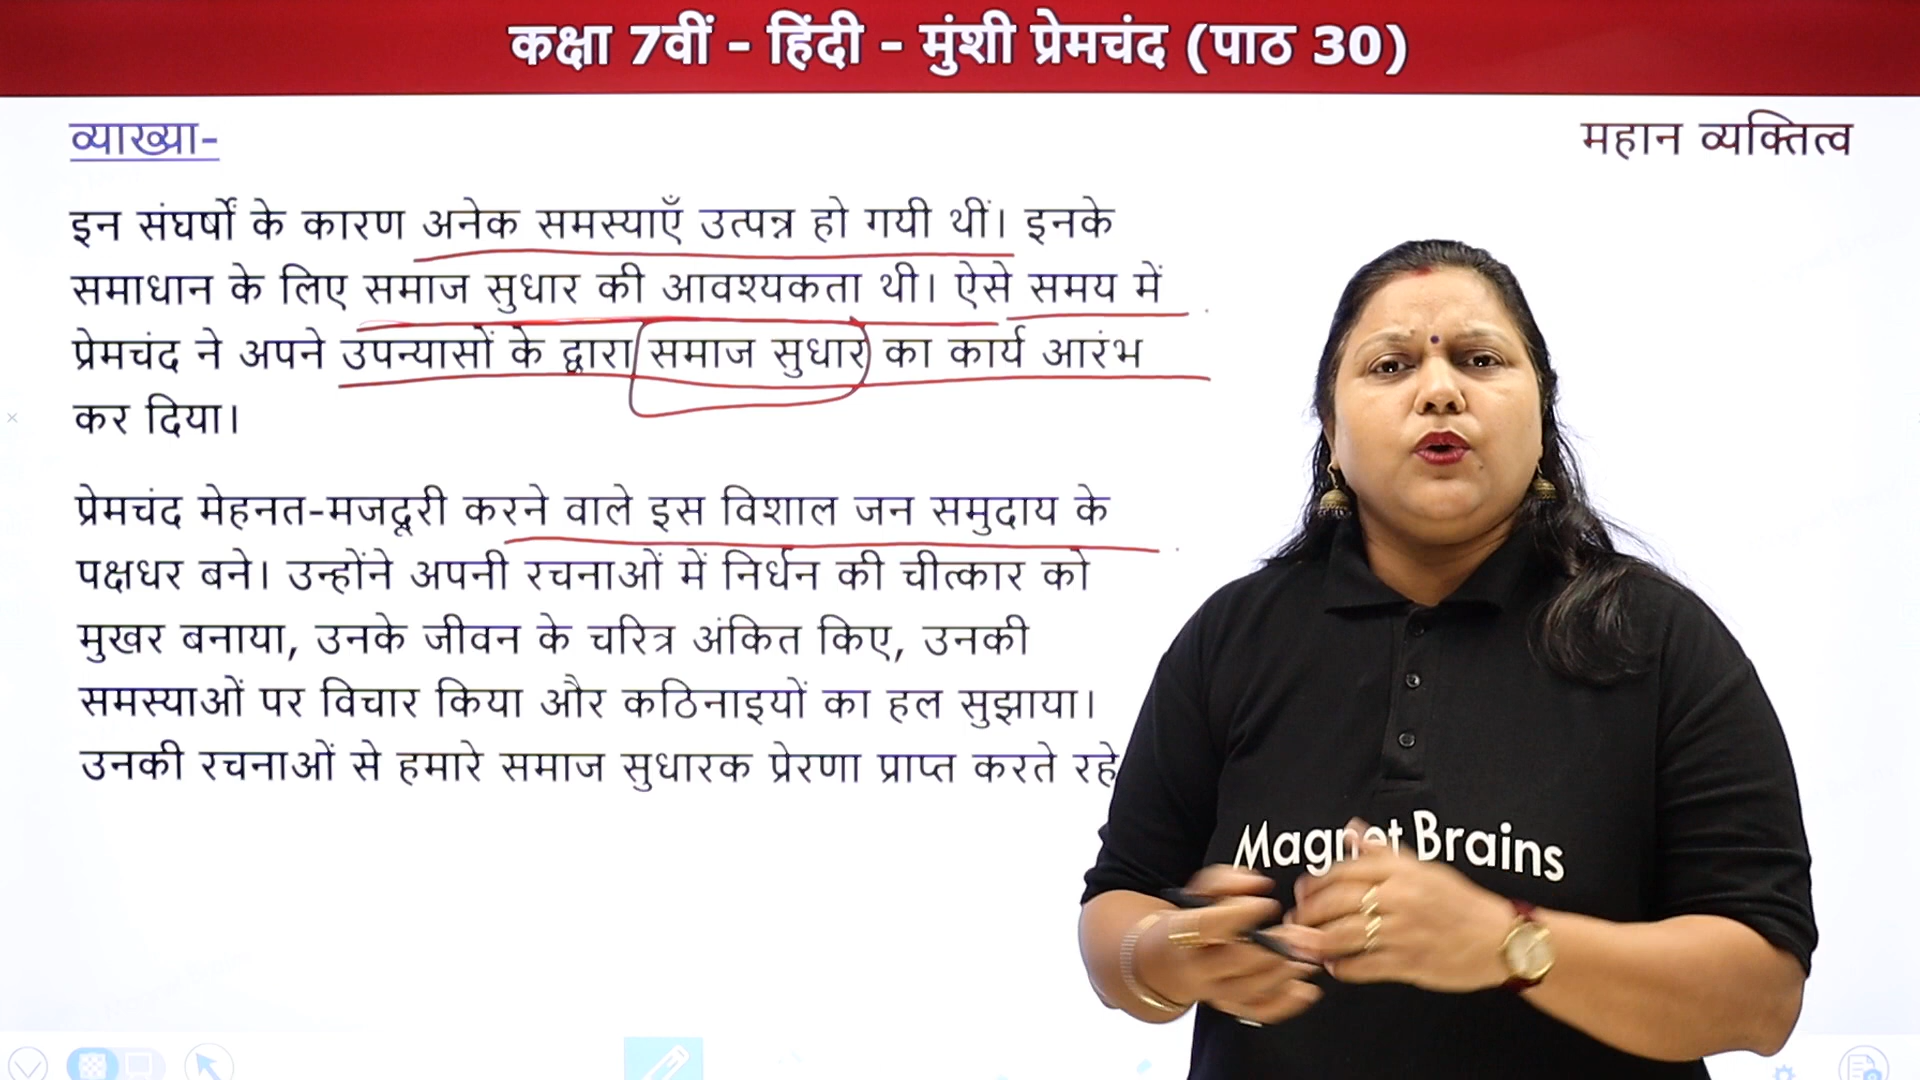 कक्षा 7वीं - हिंदी - मुंशी प्रेमचंद (पाठ 30)
व्याख्या-
महान व्यक्तित्व
इन संघर्षों के कारण अनेक समस्याएँ उत्पन्न हो गयी थीं। इनके
समाधान के लिए समाज सुधार की आवश्यकता थी। ऐसे समय में
प्रेमचंद ने अपने उपन्यासों के द्वारा समाज सुधार का कार्य आरंभ
कर दिया।
प्रेमचंद मेहनत-मजदूरी करने वाले इस विशाल जन समुदाय के
पक्षधर बने। उन्होंने अपनी रचनाओं में निर्धन की चीत्कार को
मुखर बनाया, उनके जीवन के चरित्र अंकित किए, उनकी
समस्याओं पर विचार किया और कठिनाइयों का हल सुझाया।
उनकी रचनाओं से हमारे समाज सुधारक प्रेरणा प्राप्त करते रहे
Magnet Brains